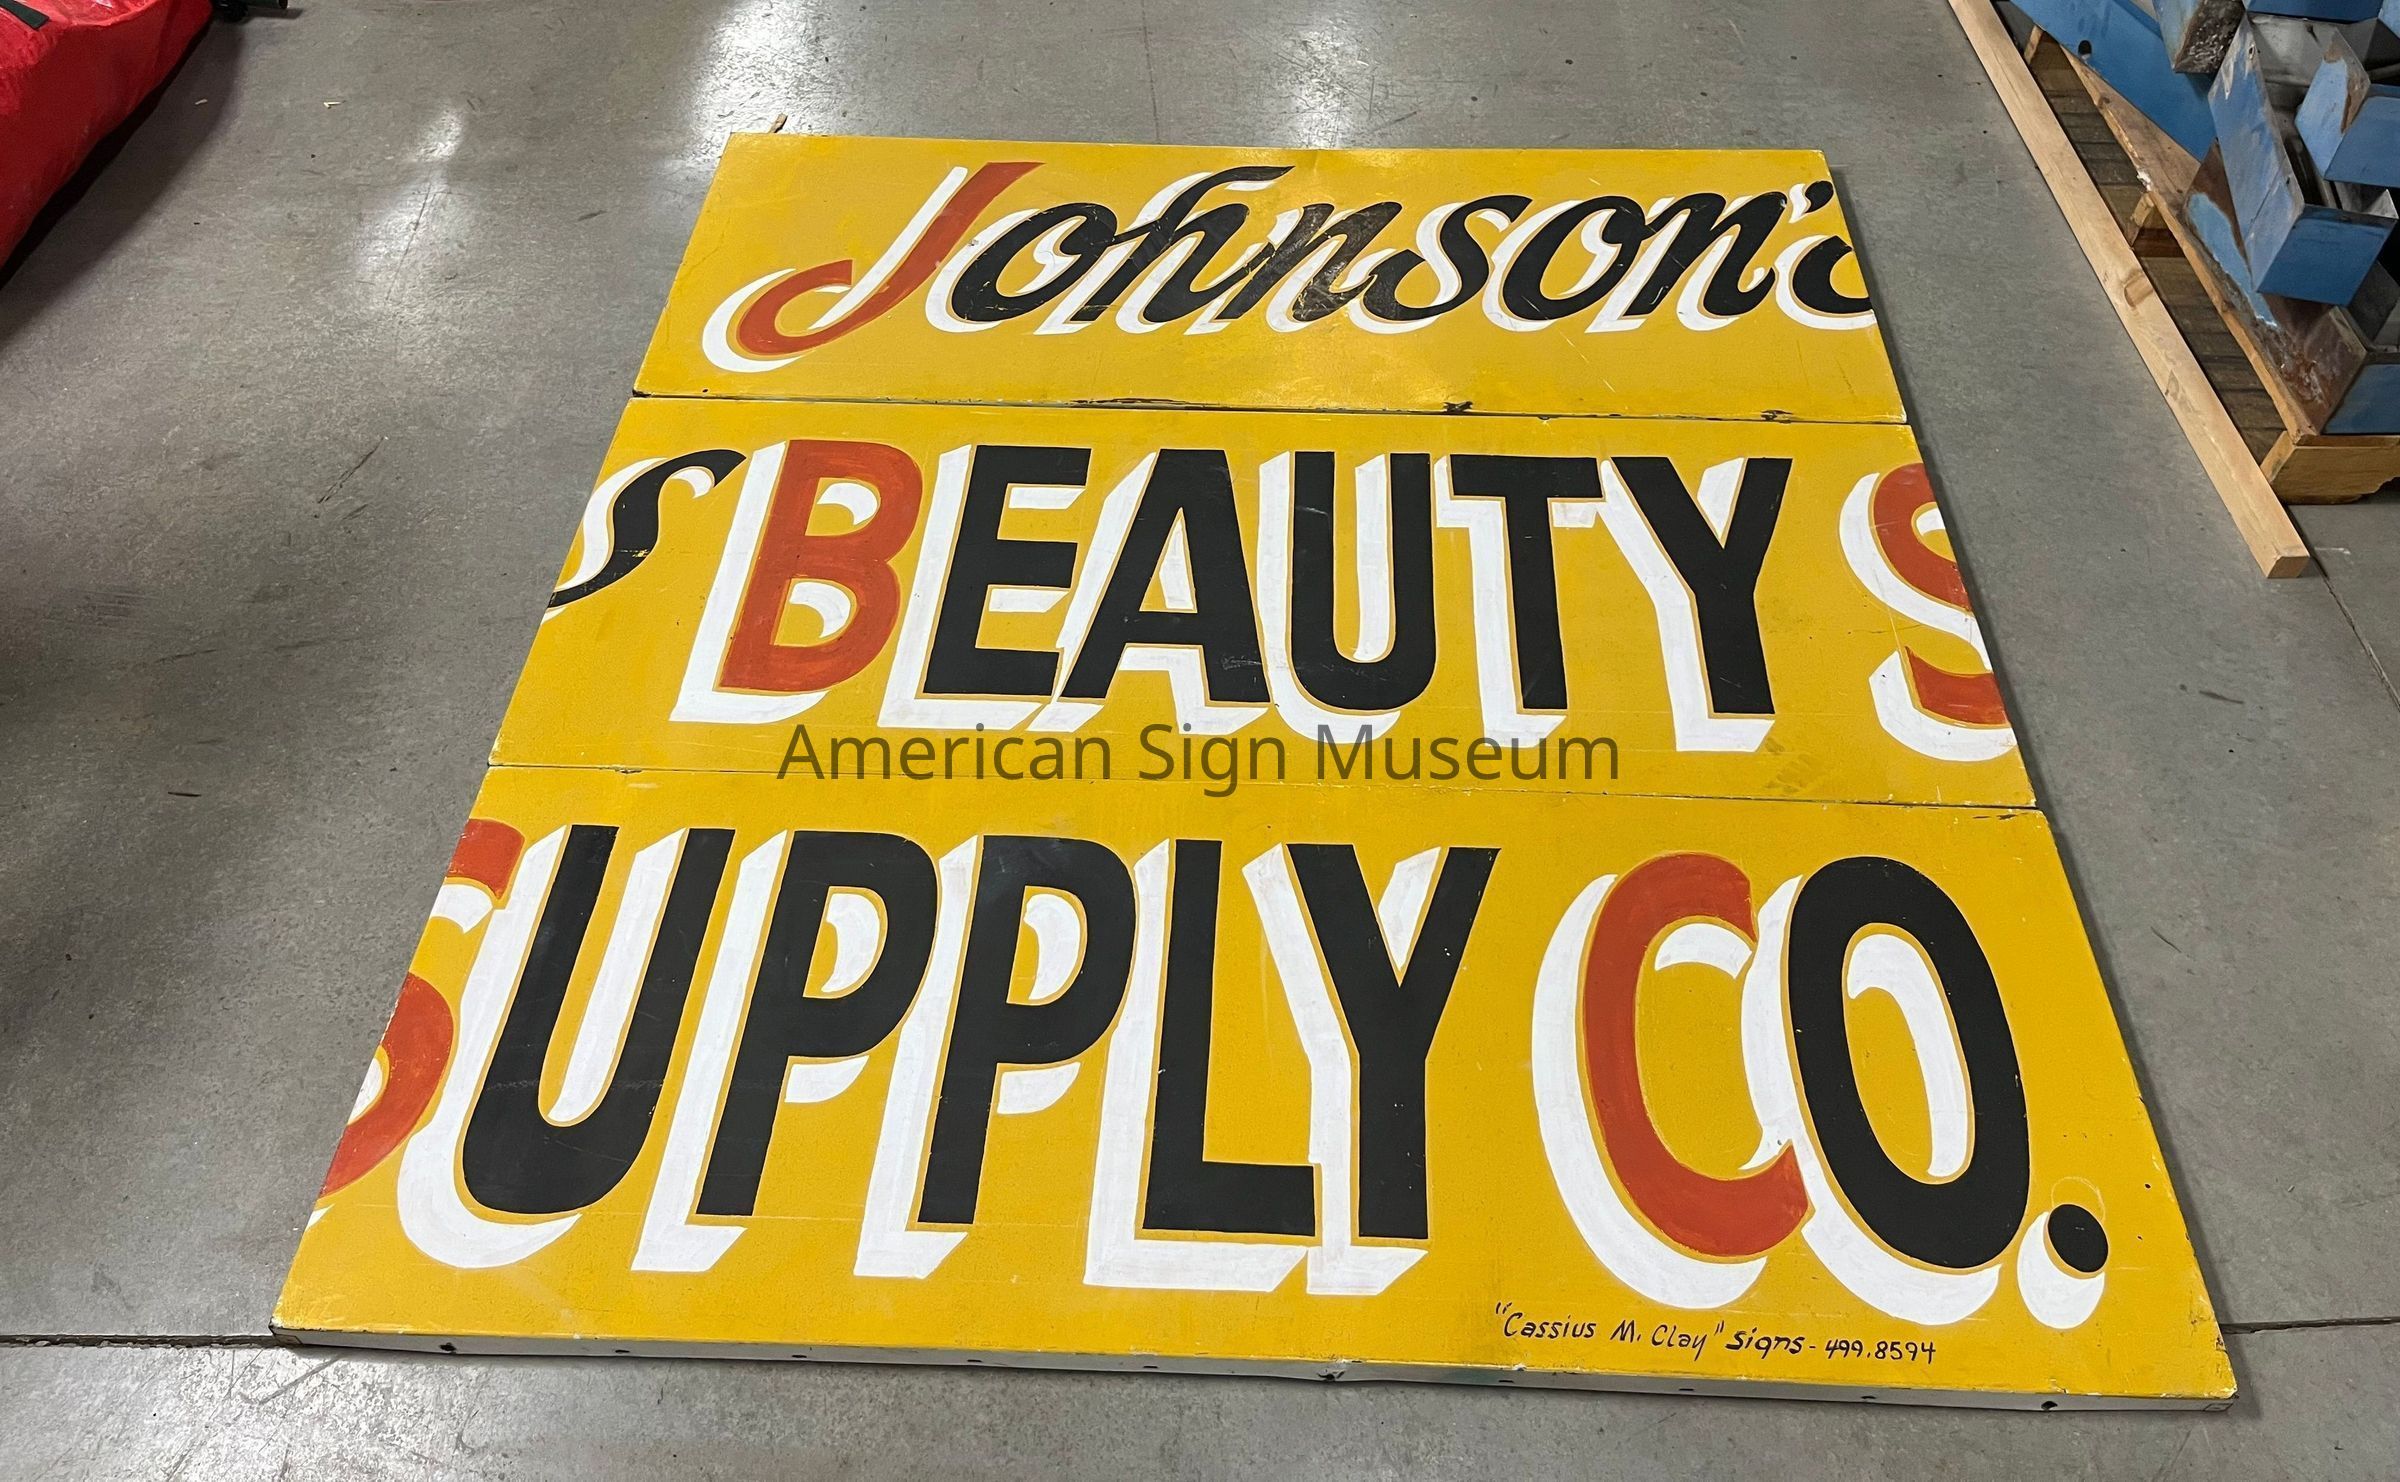 Johnson's
s BEAUTY S
SUPPLY CO.
"Cassius M. Clay" signs - 499.8594
American Sign Museum